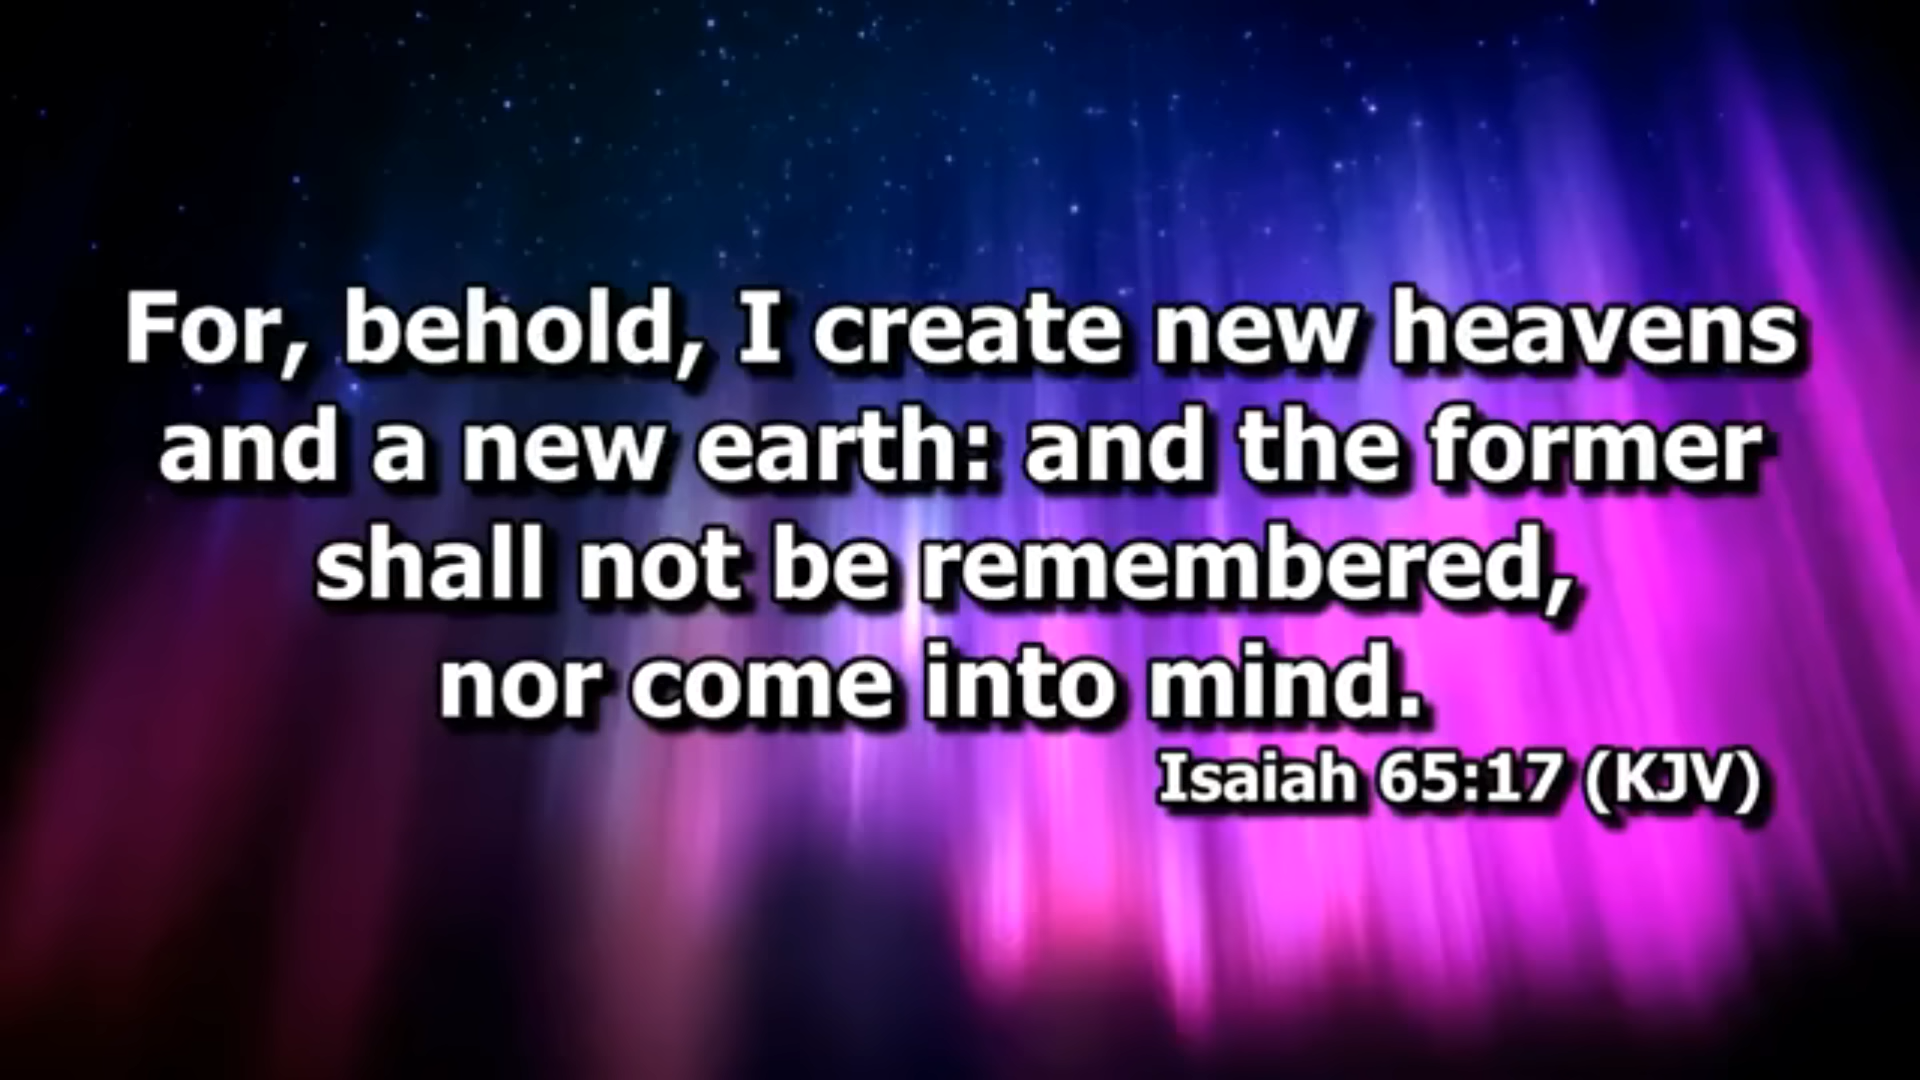 For, behold, I create new heavens
and a new earth: and the former
shall not be remembered,
nor come into mind.
Isaiah 65:17 (KJV)